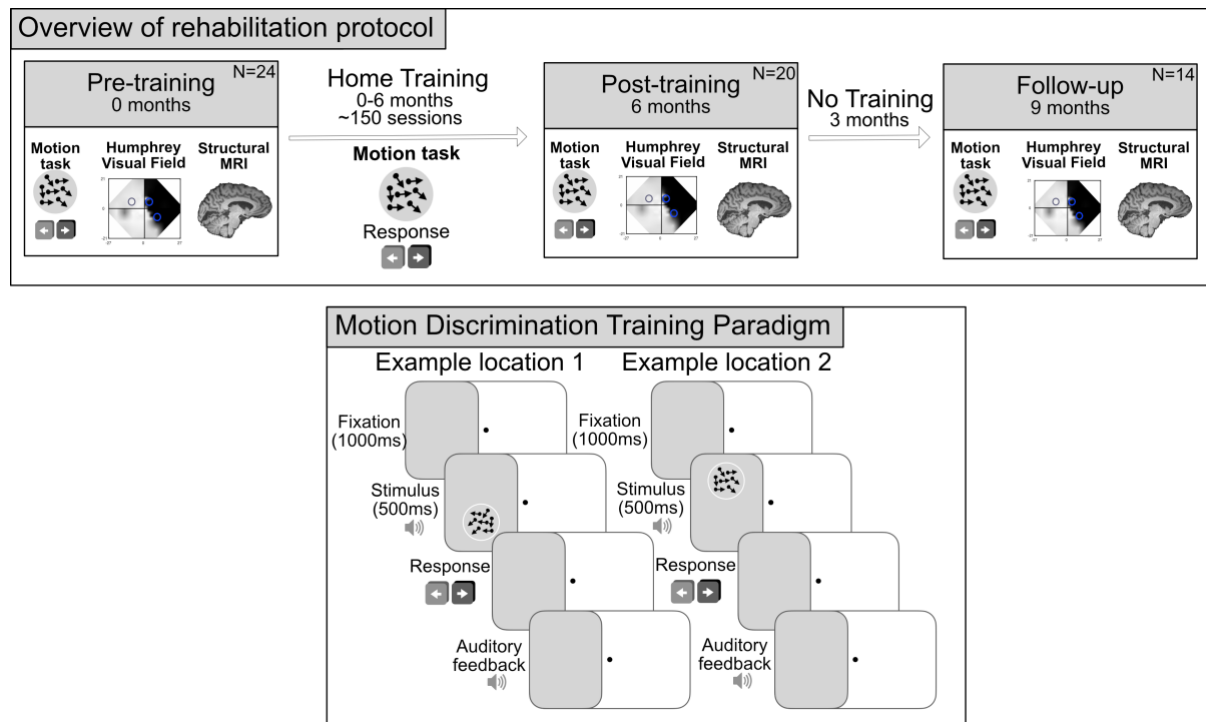 Overview of rehabilitation protocol
Pre-training
N=24
0 months
Motion
task
Humphrey
Visual Field
Structural
MRI
Home Training
0-6 months
~150 sessions
Motion task
Response
Post-training
N=20
6 months
Motion
task
Humphrey
Visual Field
Structural
MRI
No Training
3 months
Follow-up
N=14
9 months
Motion
task
Humphrey
Visual Field
Structural
MRI
Motion Discrimination Training Paradigm
Example location 1
Fixation
(1000ms)
Stimulus
(500ms)
Response
Auditory
feedback
Example location 2
Fixation
(1000ms)
Stimulus
(500ms)
Response
Auditory
feedback